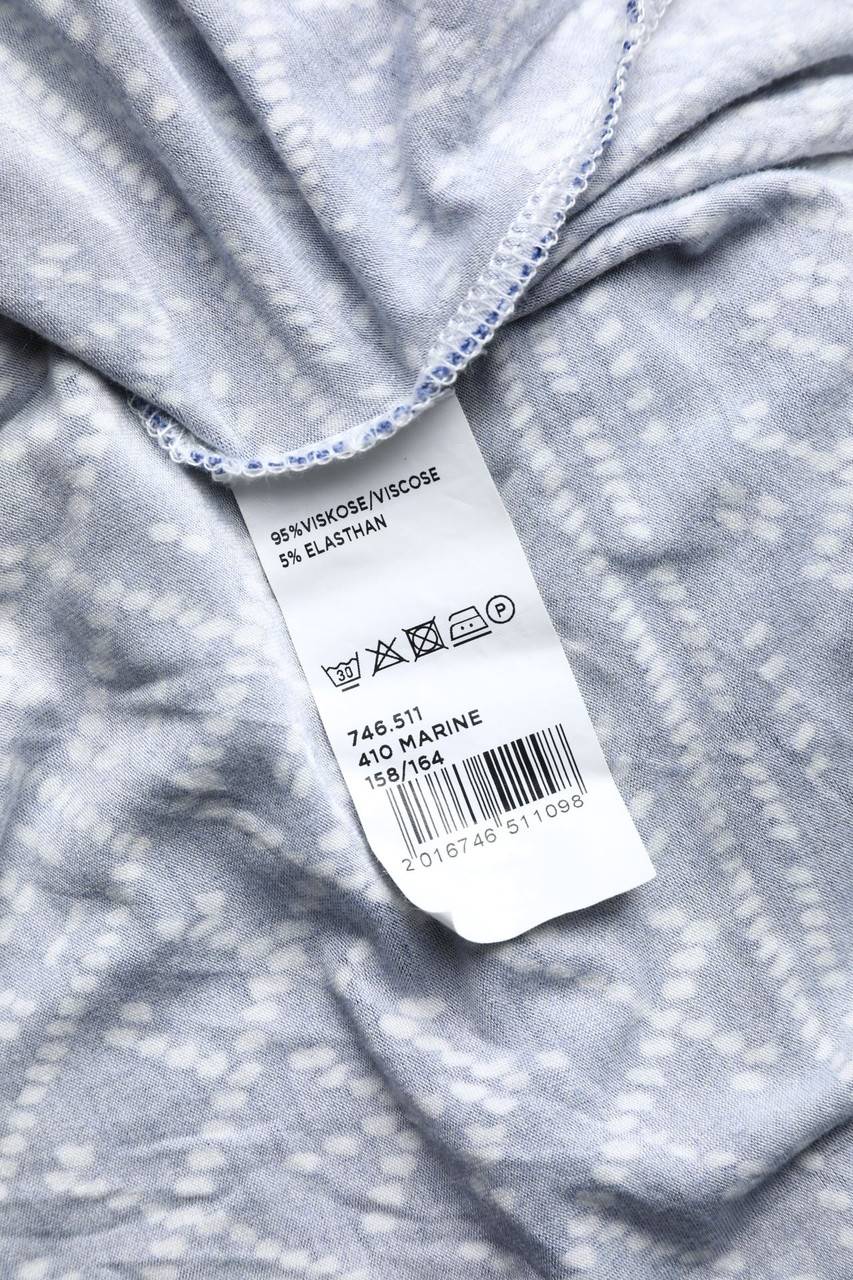 95%VISKOSE/VISCOSE
5% ELASTHAN
30
P
746.511
410 MARINE
158/164
2 016746 511098